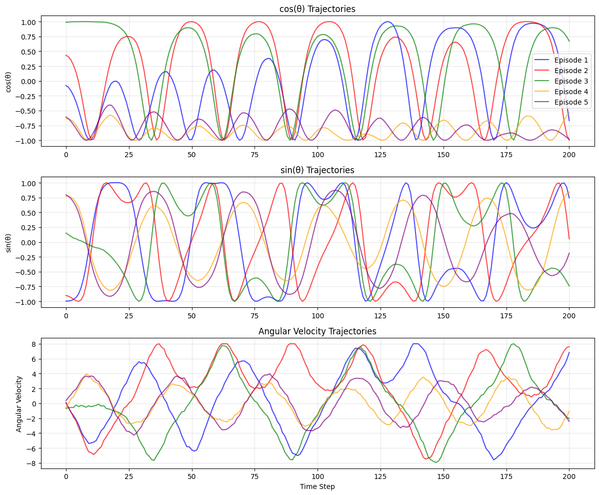 cos(θ) Trajectories
cos(θ)
1.00
0.75
0.50
0.25
0.00
−0.25
−0.50
−0.75
−1.00
Episode 1
Episode 2
Episode 3
Episode 4
Episode 5
0 25 50 75 100 125 150 175 200
sin(θ) Trajectories
sin(θ)
1.00
0.75
0.50
0.25
0.00
−0.25
−0.50
−0.75
−1.00
0 25 50 75 100 125 150 175 200
Angular Velocity Trajectories
Angular Velocity
8
6
4
2
0
−2
−4
−6
−8
0 25 50 75 100 125 150 175 200
Time Step